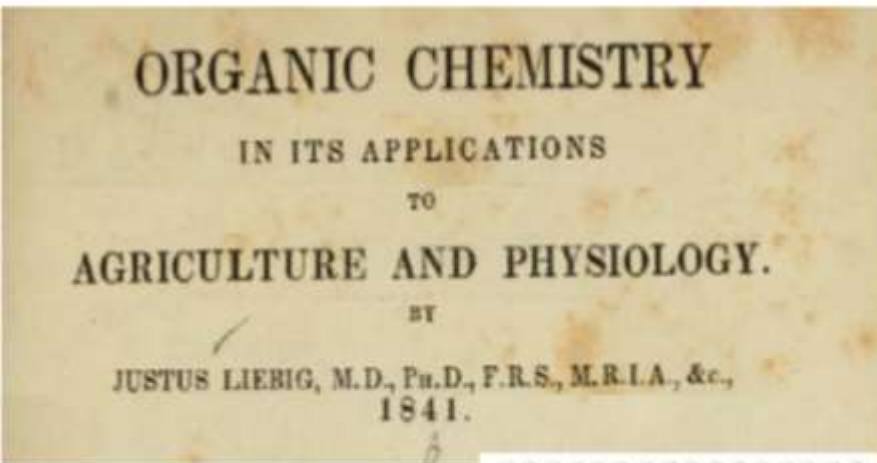 ORGANIC CHEMISTRY
IN ITS APPLICATIONS
TO
AGRICULTURE AND PHYSIOLOGY.
BY
JUSTUS LIEBIG, M.D., PH.D., F.R.S., M.R.I.A., &c.,
1841.